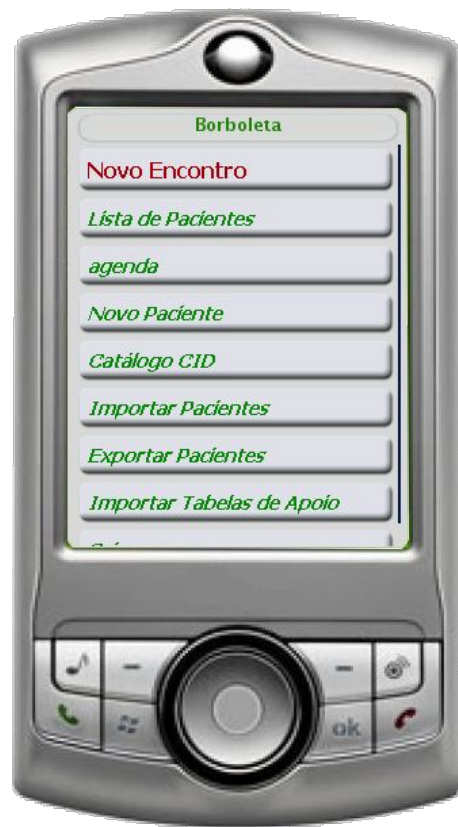 Borboleta
Novo Encontro
Lista de Pacientes
agenda
Novo Paciente
Catálogo CID
Importar Pacientes
Exportar Pacientes
Importar Tabelas de Apoio
ok